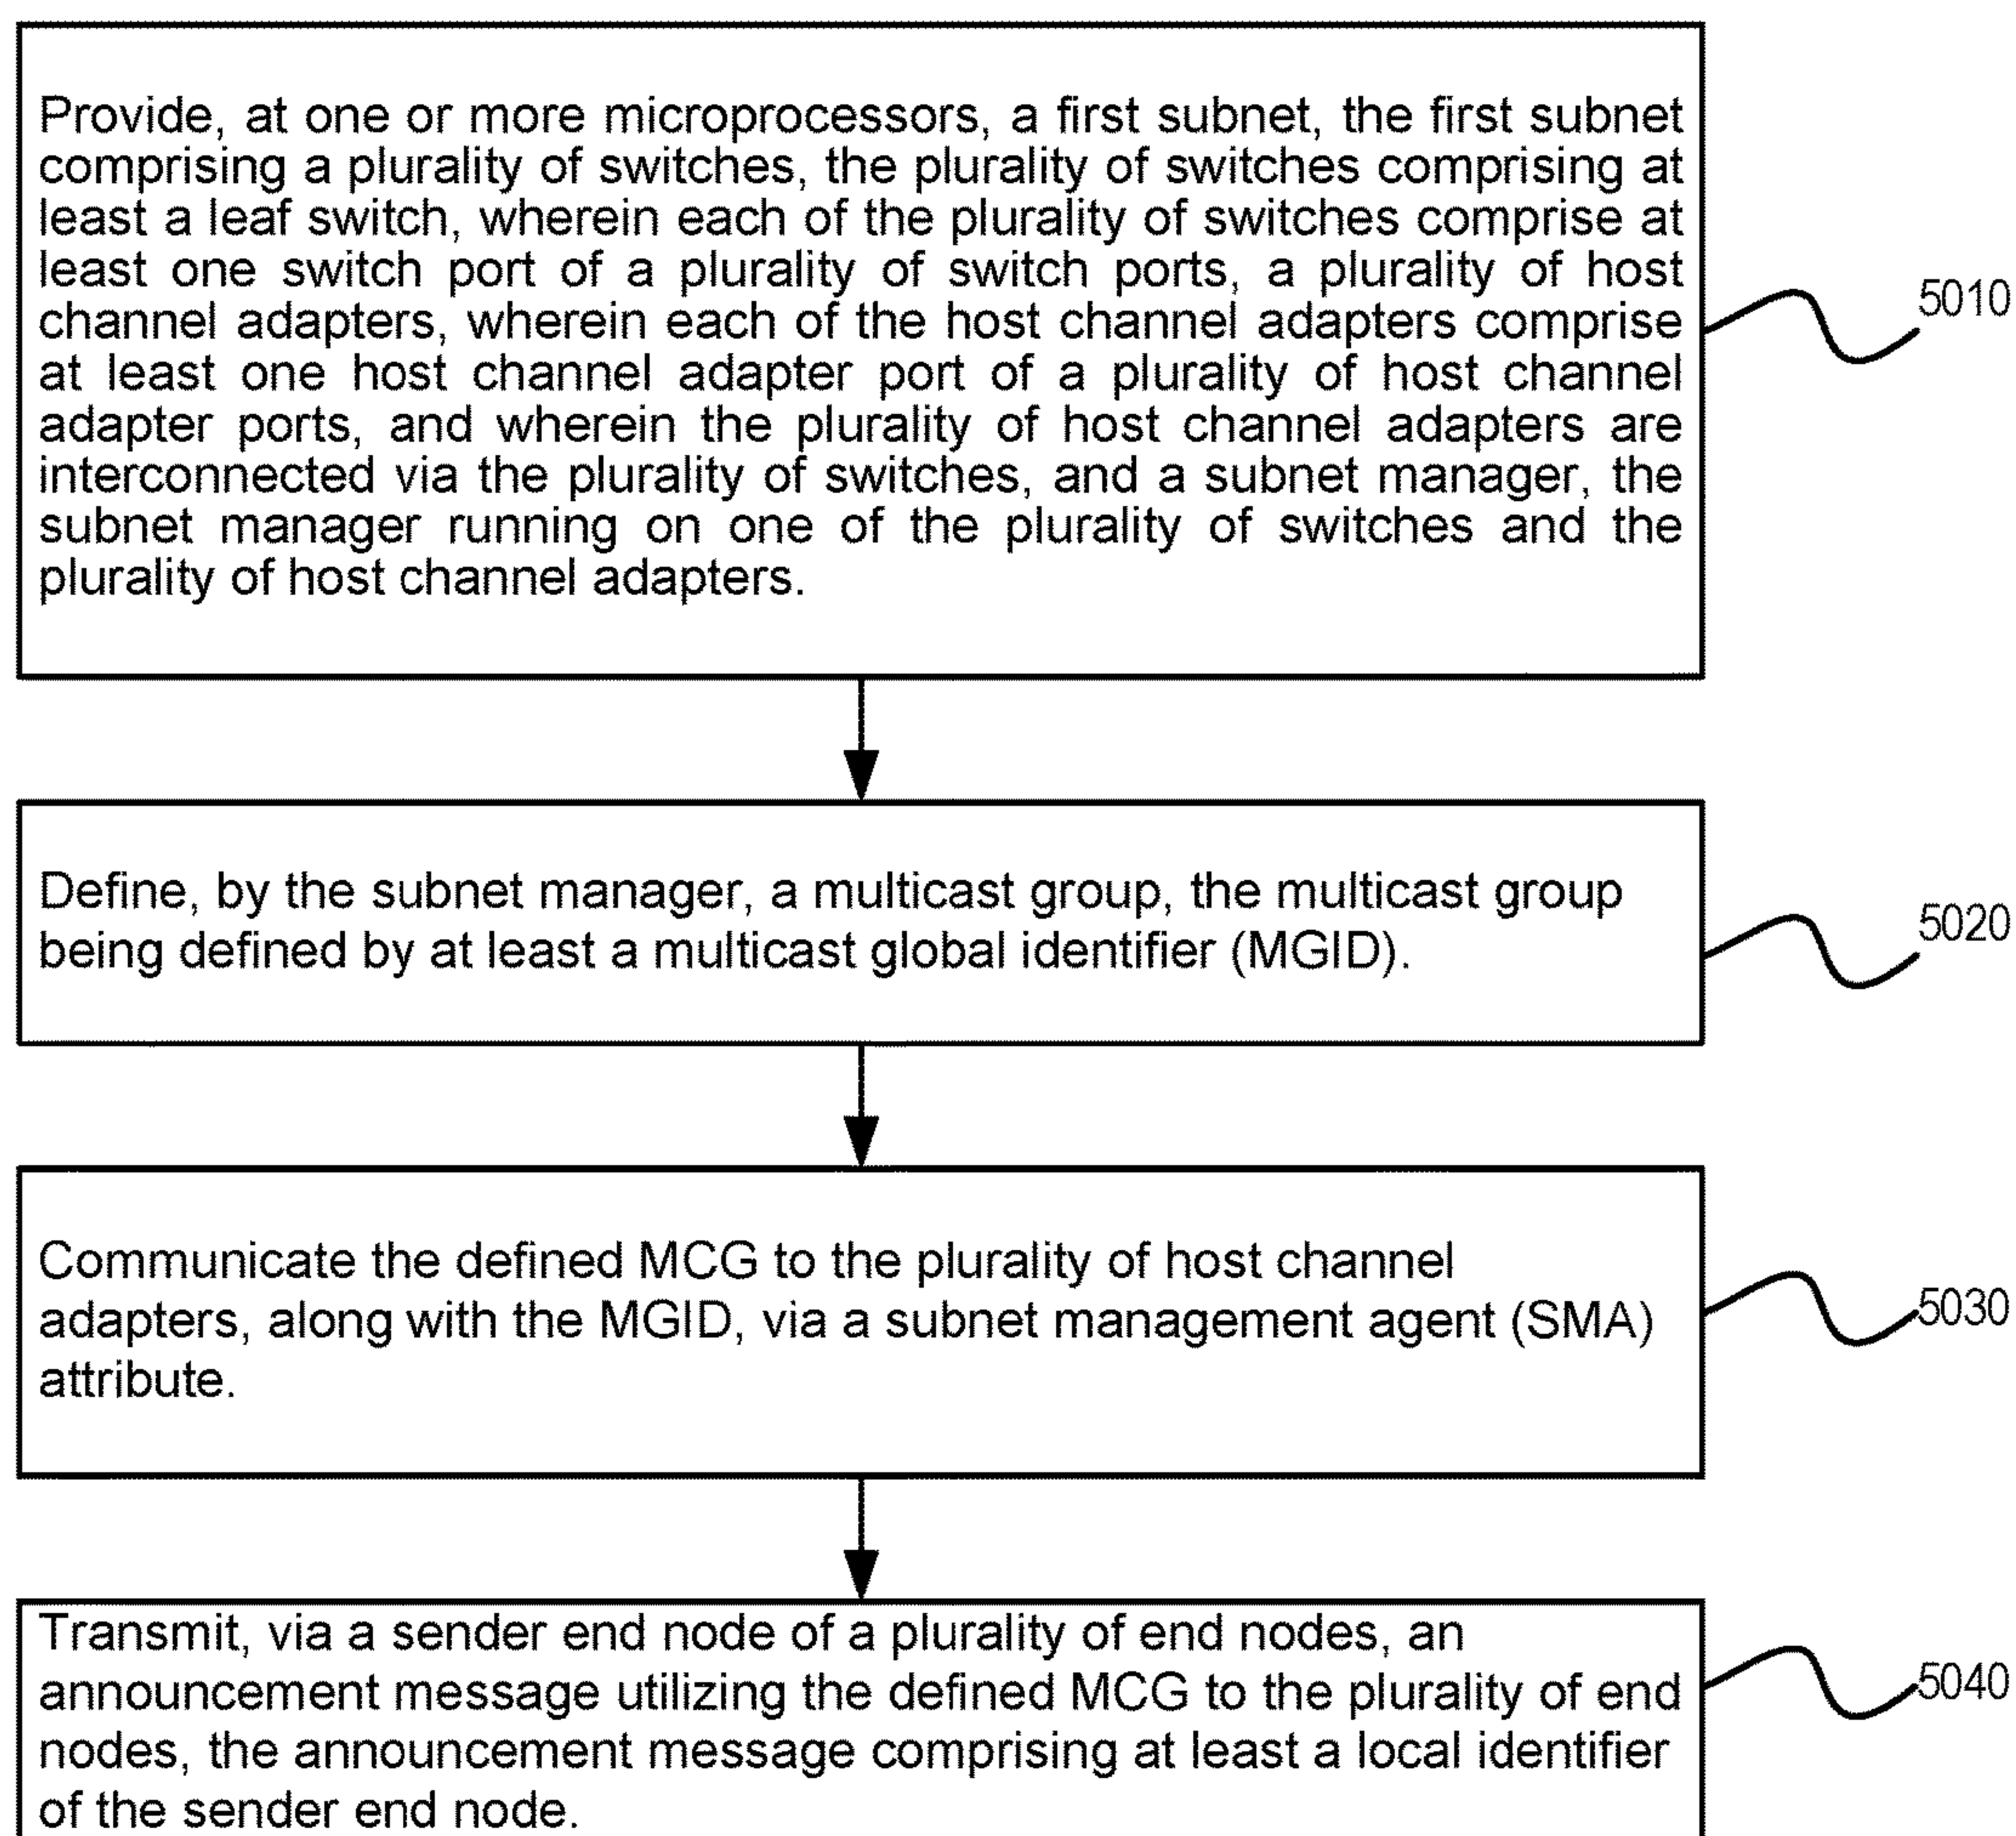 Provide, at one or more microprocessors, a first subnet, the first subnet
comprising a plurality of switches, the plurality of switches comprising at
least a leaf switch, wherein each of the plurality of switches comprise at
least one switch port of a plurality of switch ports, a plurality of host
channel adapters, wherein each of the host channel adapters comprise
at least one host channel adapter port of a plurality of host channel
adapter ports, and wherein the plurality of host channel adapters are
interconnected via the plurality of switches, and a subnet manager, the
subnet manager running on one of the plurality of switches and the
plurality of host channel adapters.
5010
Define, by the subnet manager, a multicast group, the multicast group
being defined by at least a multicast global identifier (MGID).
5020
Communicate the defined MCG to the plurality of host channel
adapters, along with the MGID, via a subnet management agent (SMA)
attribute.
5030
Transmit, via a sender end node of a plurality of end nodes, an
announcement message utilizing the defined MCG to the plurality of end
nodes, the announcement message comprising at least a local identifier
of the sender end node.
5040